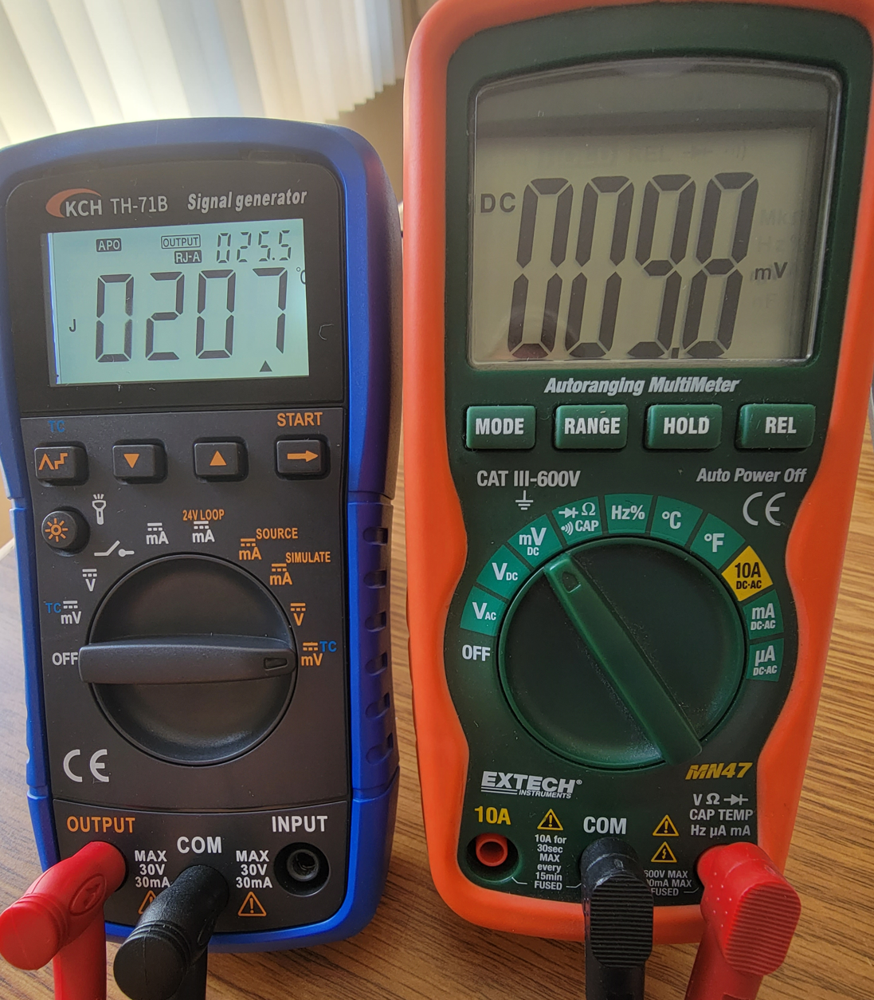 KCH TH-71B Signal generator
APO OUTPUT 025.5
RJ-A
°C
J 0207
TC START
24V LOOP
mA mA
SOURCE
mA
SIMULATE
mA
V V
TC mV mV TC
OFF
CE
OUTPUT COM INPUT
MAX
30V
30mA
MAX
30V
30mA
DC 009.8 mV
Autoranging MultiMeter
MODE RANGE HOLD REL
CAT III-600V Auto Power Off
CE
OFF
VAC
VDC
mV
DC
Ω
CAP
Hz%
°C
°F
10A
DC·AC
mA
DC·AC
µA
DC·AC
MN47
EXTECH®
INSTRUMENTS
10A
10A for
30sec
MAX
every
15min
FUSED
COM
V Ω
CAP TEMP
Hz µA mA
600V MAX
MAX
FUSED